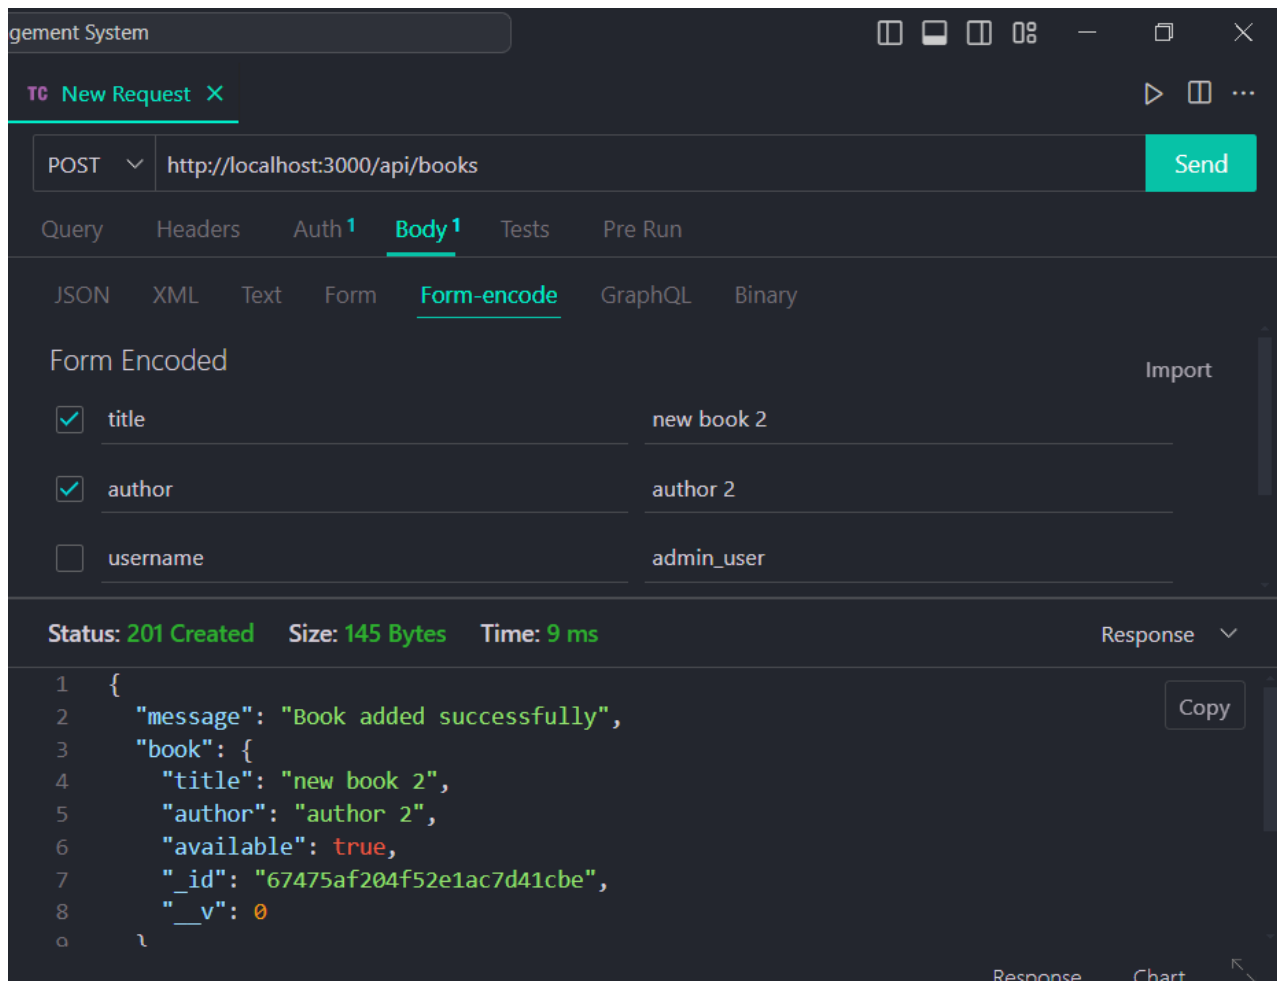 gement System
TC New Request
POST http://localhost:3000/api/books Send
Query Headers Auth 1 Body 1 Tests Pre Run
JSON XML Text Form Form-encode GraphQL Binary
Form Encoded
Import
title new book 2
author author 2
username admin_user
Status: 201 Created Size: 145 Bytes Time: 9 ms Response
1 {
Copy
2 "message": "Book added successfully",
3 "book": {
4 "title": "new book 2",
5 "author": "author 2",
6 "available": true,
7 "_id": "67475af204f52e1ac7d41cbe",
8 "__v": 0
9 }
Response Chart